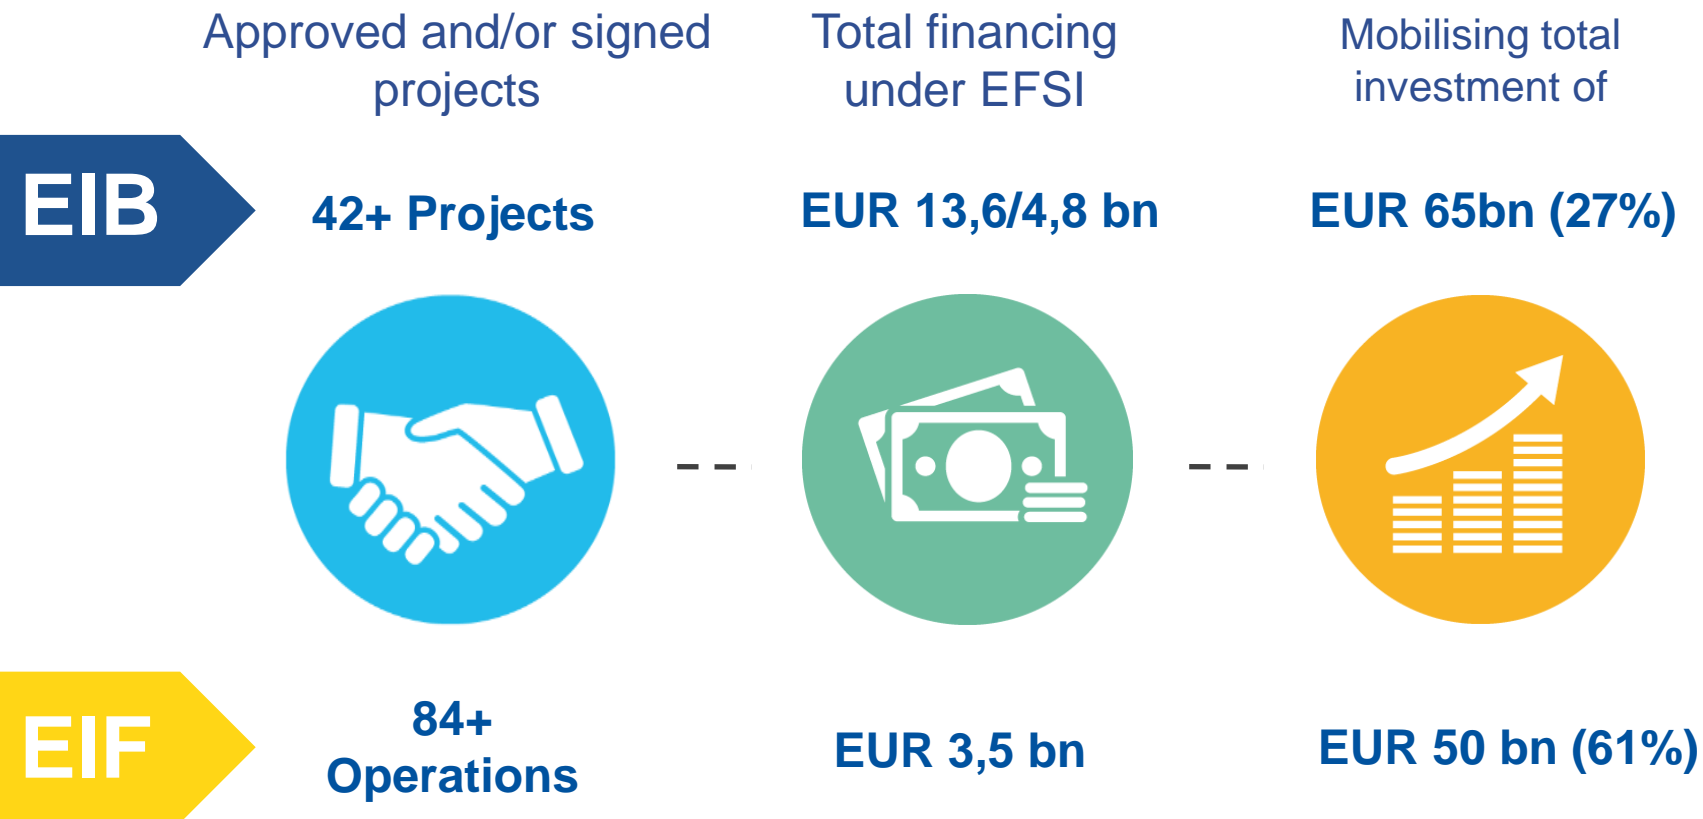 Approved and/or signed
projects
Total financing
under EFSI
Mobilising total
investment of
EIB
42+ Projects
EUR 13,6/4,8 bn
EUR 65bn (27%)
EIF
84+
Operations
EUR 3,5 bn
EUR 50 bn (61%)